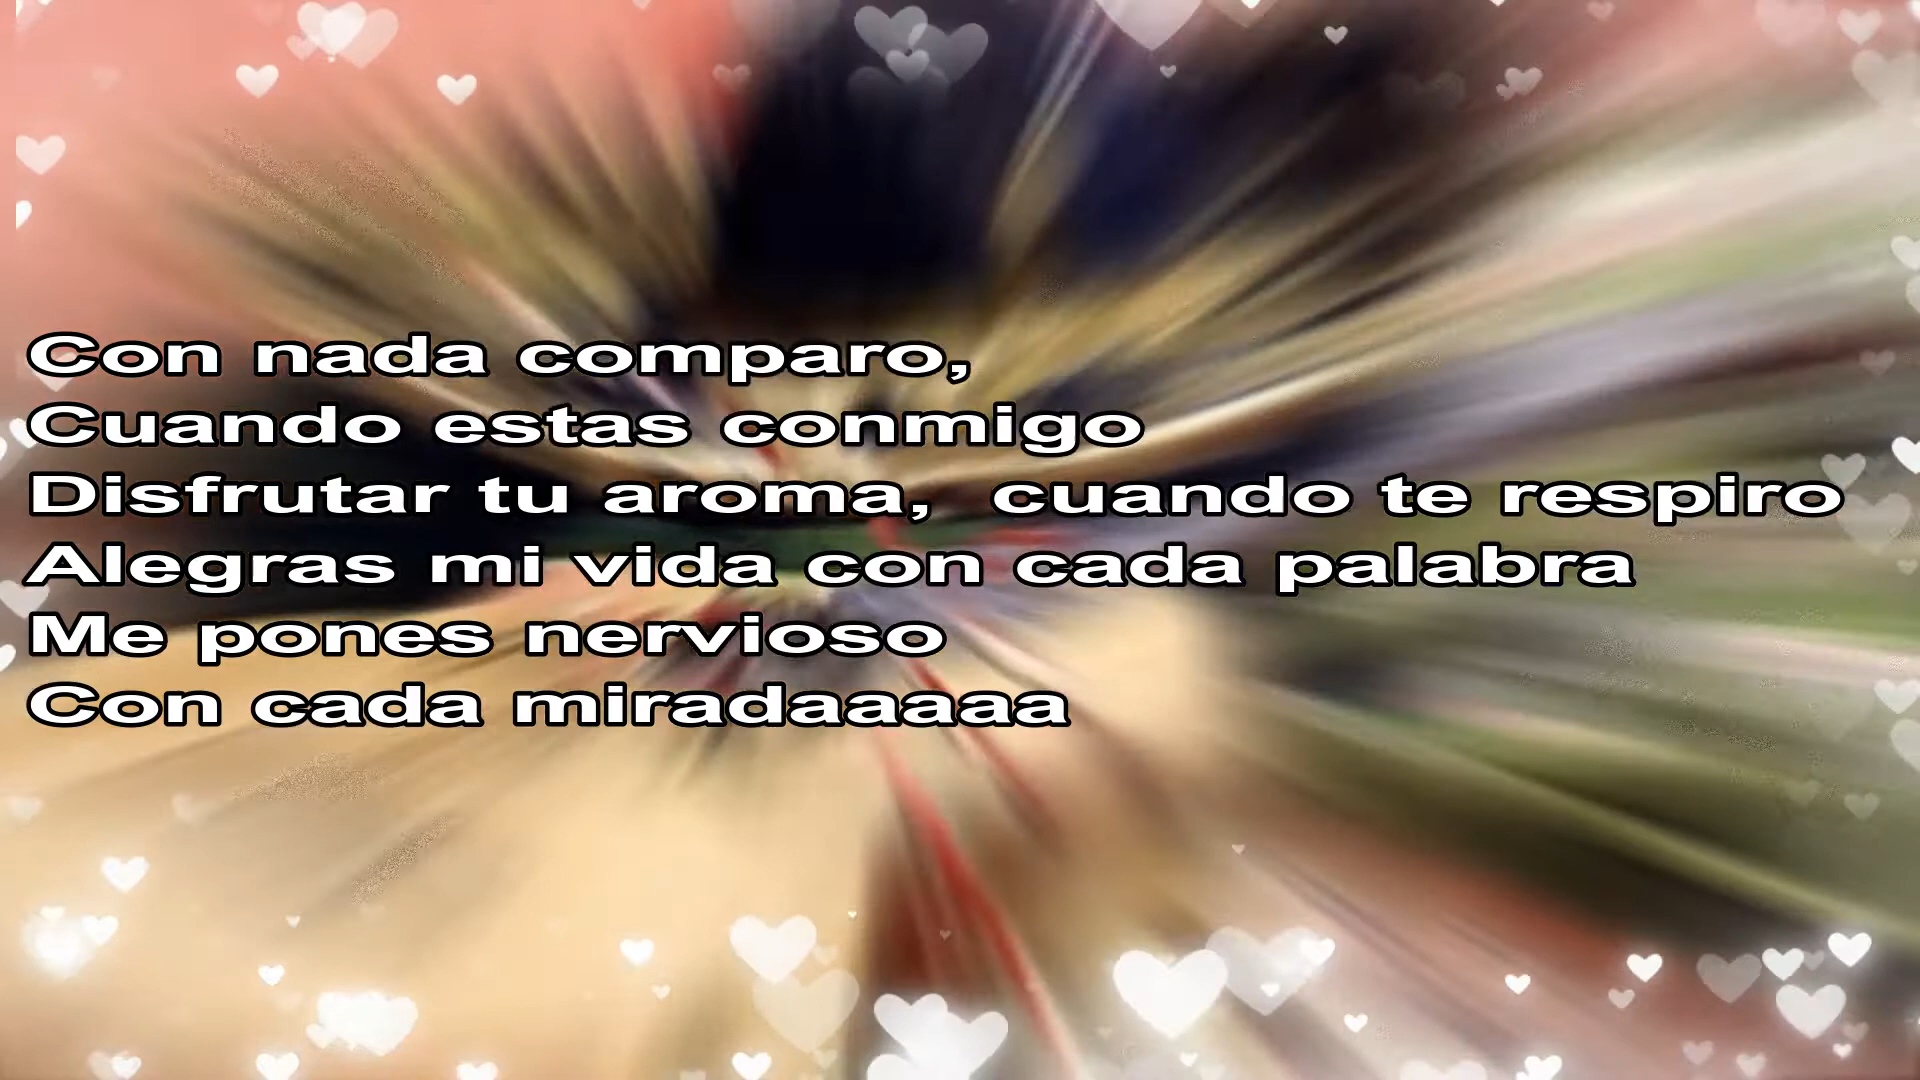 Con nada comparo,
Cuando estas conmigo
Disfrutar tu aroma,  cuando te respiro
Alegras mi vida con cada palabra
Me pones nervioso
Con cada miradaaaaa